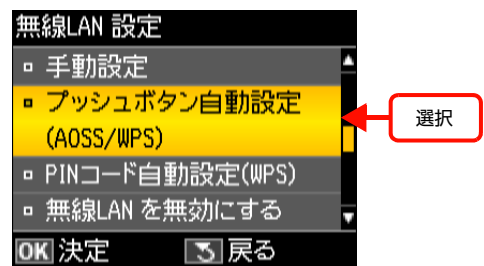 無線LAN 設定
手動設定
プッシュボタン自動設定
(AOSS/WPS)
選択
PINコード自動設定(WPS)
無線LAN を無効にする
OK 決定 戻る